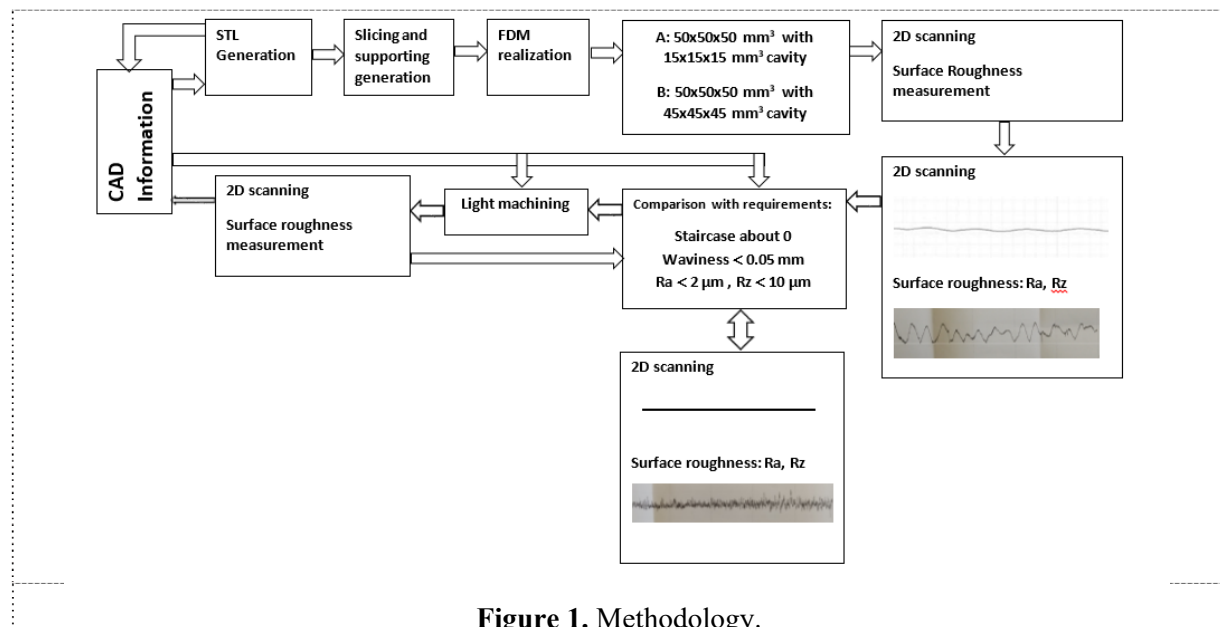 STL
Generation
Slicing and
supporting
generation
FDM
realization
A: 50x50x50 mm³ with
15x15x15 mm³ cavity
B: 50x50x50 mm³ with
45x45x45 mm³ cavity
2D scanning
Surface Roughness
measurement
CAD
Information
2D scanning
Surface roughness
measurement
Light machining
Comparison with requirements:
Staircase about 0
Waviness < 0.05 mm
Ra < 2 µm , Rz < 10 µm
2D scanning
Surface roughness: Ra, Rz
2D scanning
Surface roughness: Ra, Rz
Figure 1. Methodology.